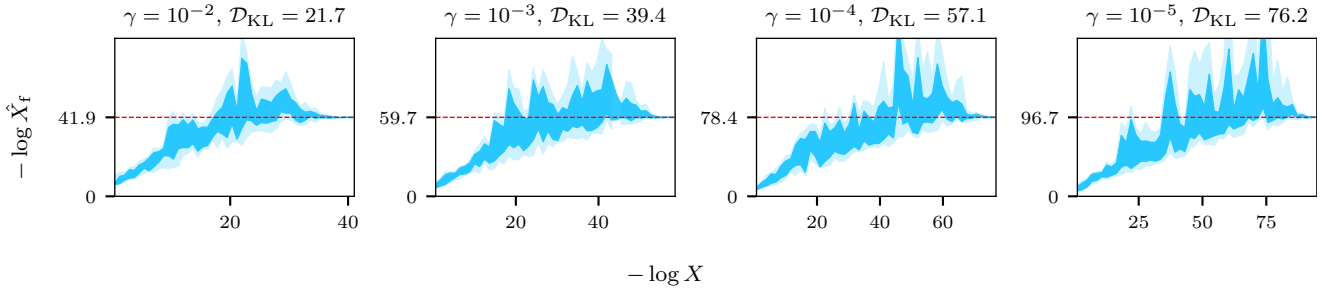 γ = 10⁻², 𝒟_KL = 21.7
γ = 10⁻³, 𝒟_KL = 39.4
γ = 10⁻⁴, 𝒟_KL = 57.1
γ = 10⁻⁵, 𝒟_KL = 76.2
− log X̂_f
41.9
0
20 40
59.7
0
20 40
78.4
0
20 40 60
96.7
0
25 50 75
− log X